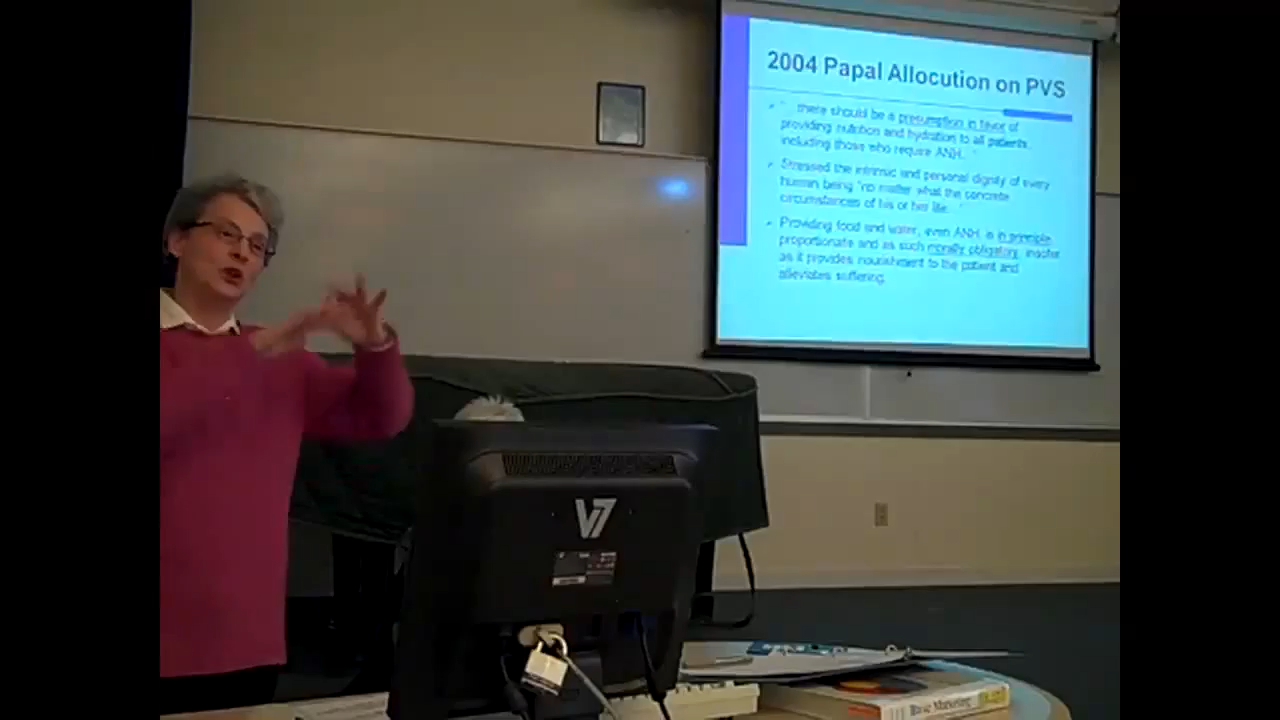 2004 Papal Allocution on PVS
"...there should be a presumption in favor of
providing nutrition and hydration to all patients,
including those who require ANH..."
Stressed the intrinsic and personal dignity of every
human being "no matter what the concrete
circumstances of his or her life..."
Providing food and water, even ANH, is in principle
proportionate and as such morally obligatory, insofar
as it provides nourishment to the patient and
alleviates suffering.
V7
Basic Marketing